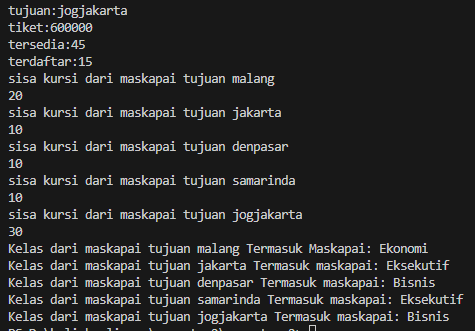 tujuan:jogjakarta
tiket:600000
tersedia:45
terdaftar:15
sisa kursi dari maskapai tujuan malang
20
sisa kursi dari maskapai tujuan jakarta
10
sisa kursi dari maskapai tujuan denpasar
10
sisa kursi dari maskapai tujuan samarinda
10
sisa kursi dari maskapai tujuan jogjakarta
30
Kelas dari maskapai tujuan malang Termasuk Maskapai: Ekonomi
Kelas dari maskapai tujuan jakarta Termasuk maskapai: Eksekutif
Kelas dari maskapai tujuan denpasar Termasuk maskapai: Bisnis
Kelas dari maskapai tujuan samarinda Termasuk maskapai: Eksekutif
Kelas dari maskapai tujuan jogjakarta Termasuk maskapai: Bisnis